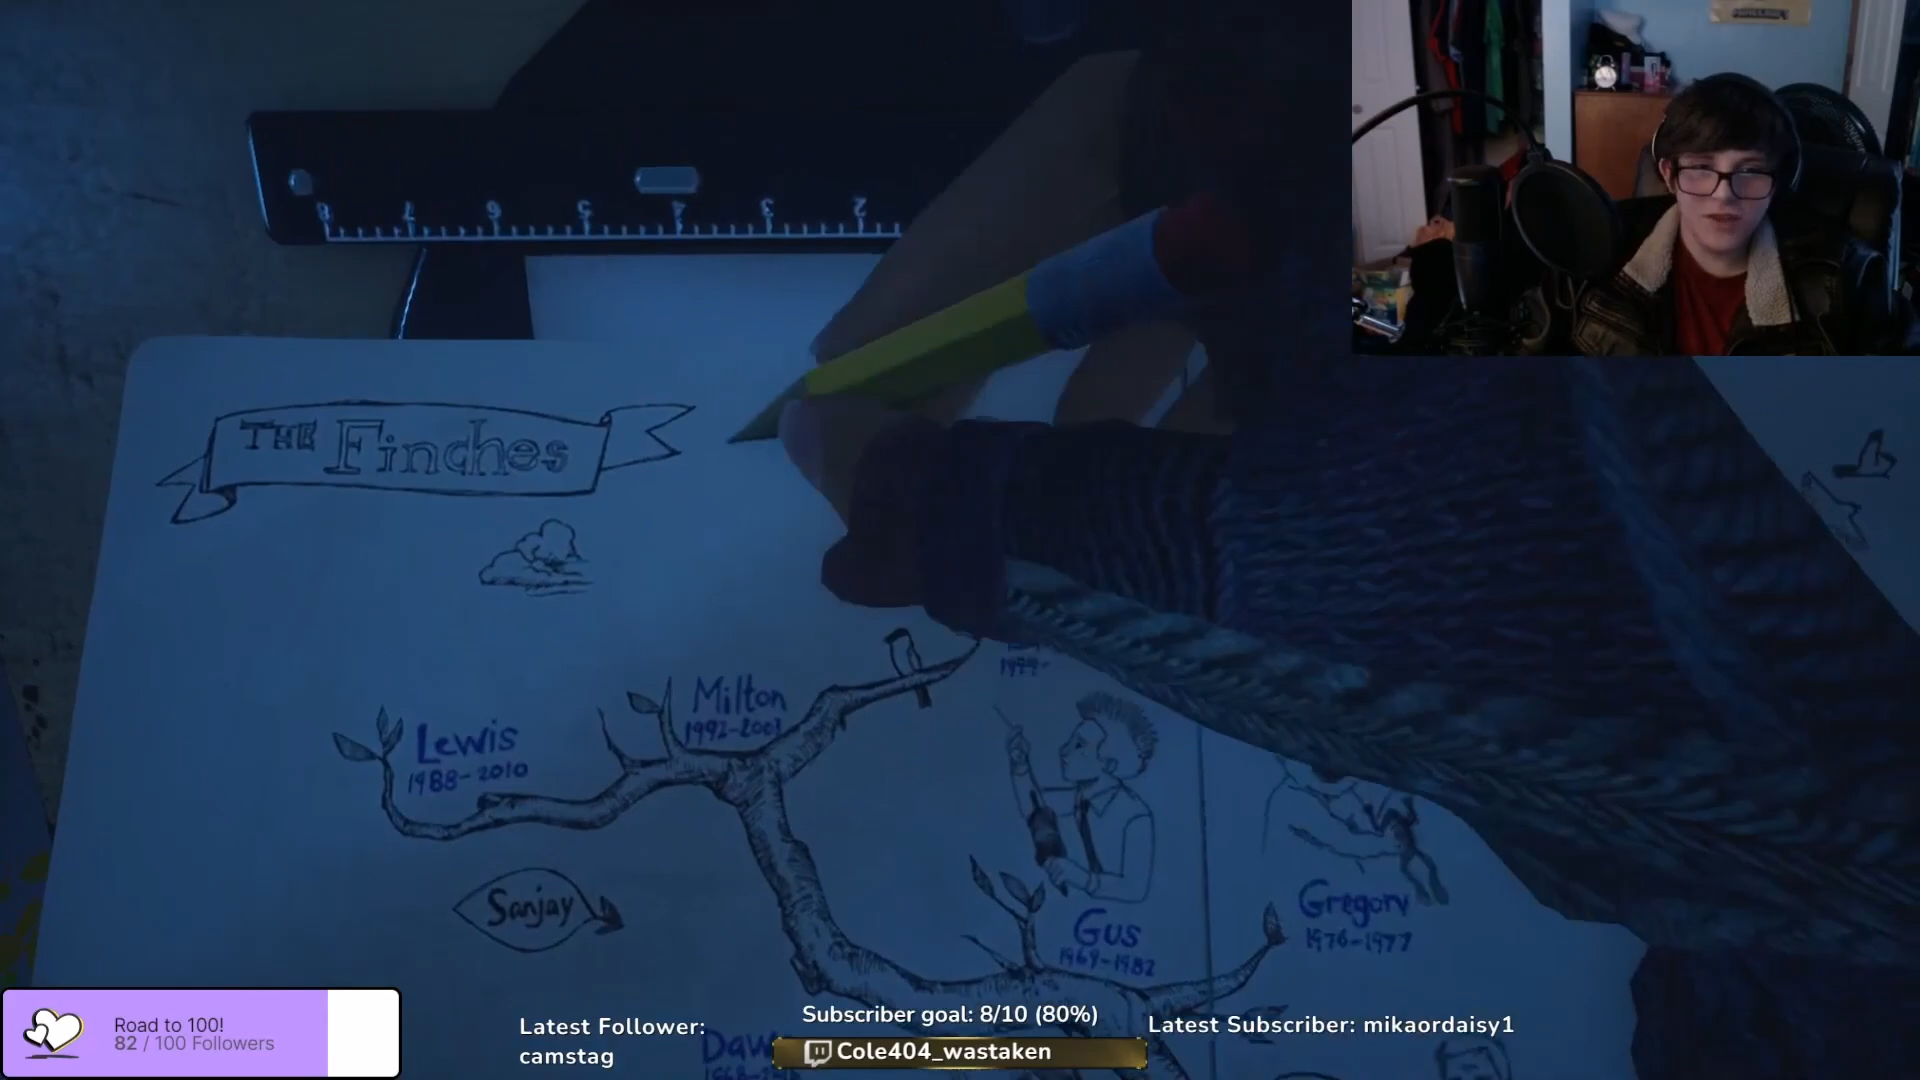 8 7 6 5 4 3 2
THE Finches
Milton
1992-2003
Lewis
1988-2010
Sanjay
Gus
1969-1982
Gregory
1976-1977
Road to 100!
82 / 100 Followers
Latest Follower:
camstag
Subscriber goal: 8/10 (80%)
Cole404_wastaken
Latest Subscriber: mikaordaisy1